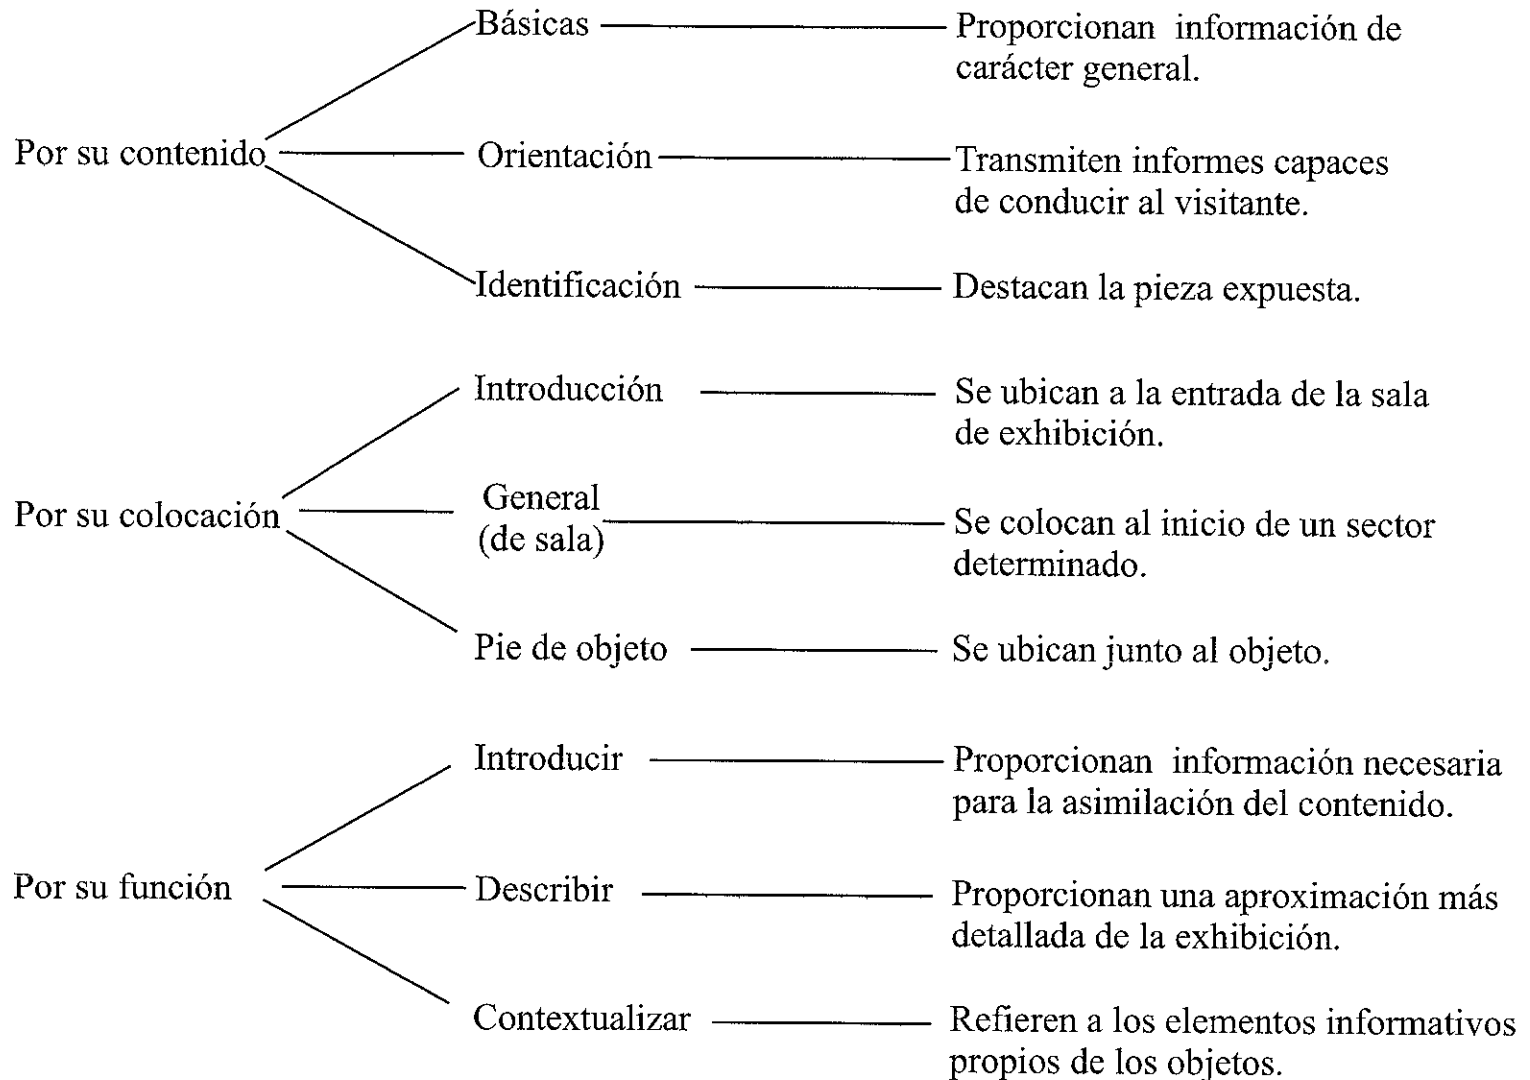 Básicas
Proporcionan información de
carácter general.
Por su contenido
Orientación
Transmiten informes capaces
de conducir al visitante.
Identificación
Destacan la pieza expuesta.
Introducción
Se ubican a la entrada de la sala
de exhibición.
Por su colocación
General
(de sala)
Se colocan al inicio de un sector
determinado.
Pie de objeto
Se ubican junto al objeto.
Introducir
Proporcionan información necesaria
para la asimilación del contenido.
Por su función
Describir
Proporcionan una aproximación más
detallada de la exhibición.
Contextualizar
Refieren a los elementos informativos
propios de los objetos.